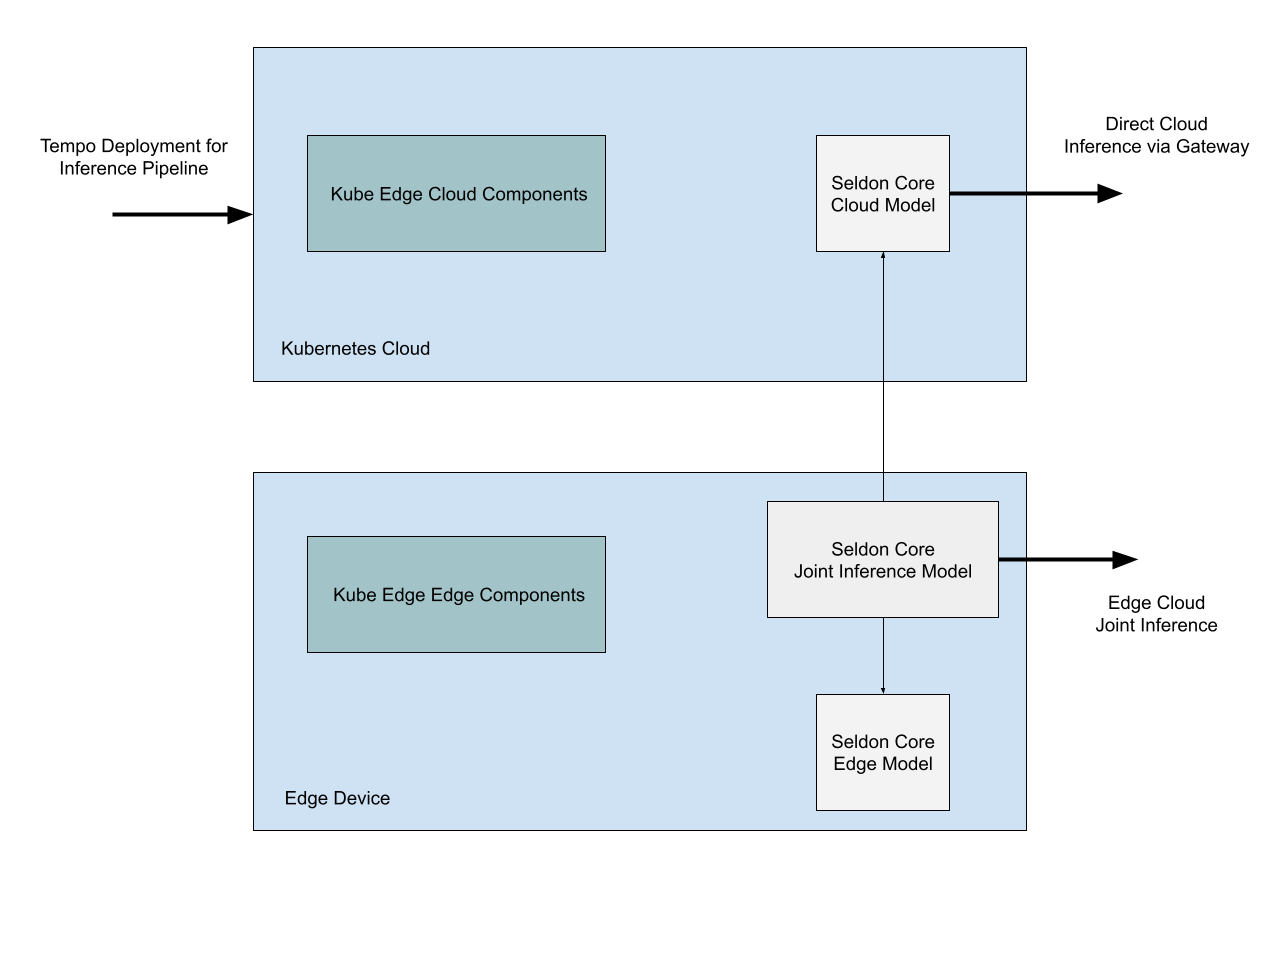 Tempo Deployment for
Inference Pipeline
Kube Edge Cloud Components
Seldon Core
Cloud Model
Direct Cloud
Inference via Gateway
Kubernetes Cloud
Kube Edge Edge Components
Seldon Core
Joint Inference Model
Edge Cloud
Joint Inference
Seldon Core
Edge Model
Edge Device